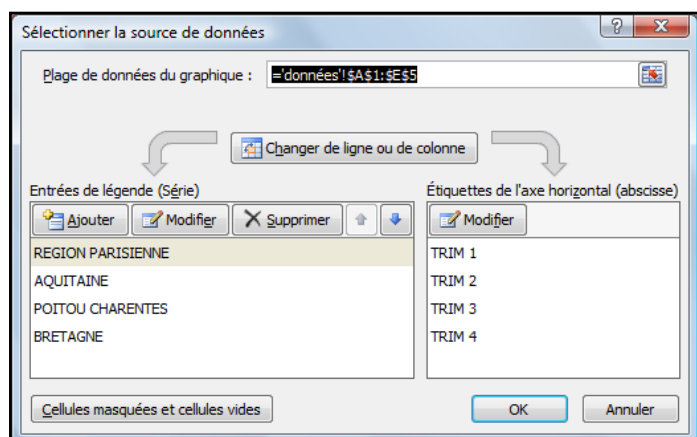 Sélectionner la source de données
Plage de données du graphique : ='données'!$A$1:$E$5
Changer de ligne ou de colonne
Entrées de légende (Série)
Ajouter Modifier Supprimer
REGION PARISIENNE
AQUITAINE
POITOU CHARENTES
BRETAGNE
Étiquettes de l'axe horizontal (abscisse)
Modifier
TRIM 1
TRIM 2
TRIM 3
TRIM 4
Cellules masquées et cellules vides
OK Annuler